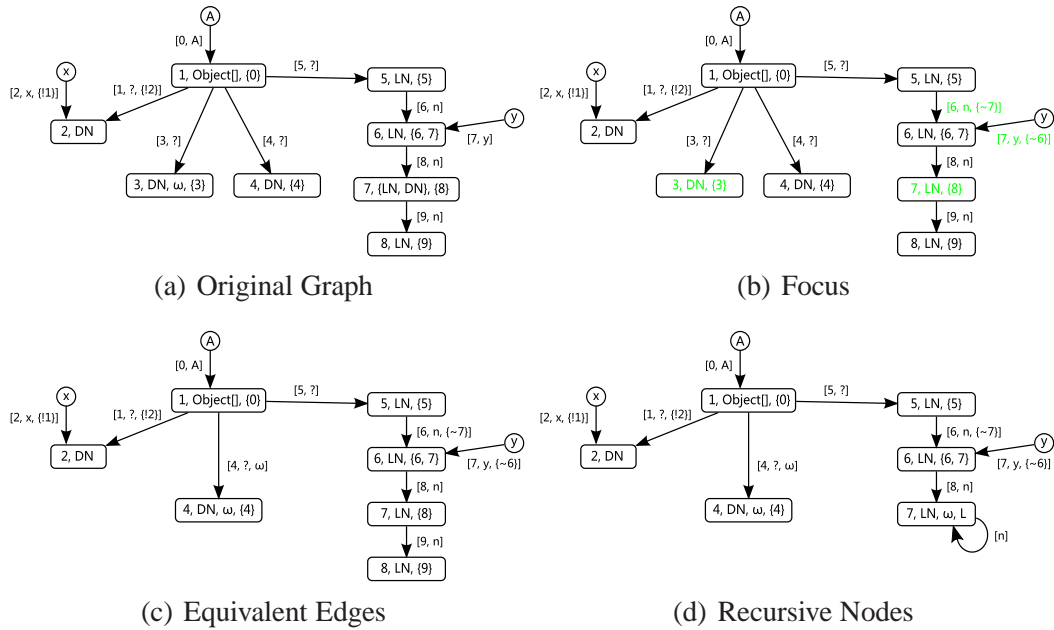 A
[0, A]
x
[5, ?]
1, Object[], {0}
5, LN, {5}
[2, x, {!1}]
[1, ?, {!2}]
[6, n]
y
2, DN
6, LN, {6, 7}
[7, y]
[3, ?]
[4, ?]
[8, n]
3, DN, ω, {3}
4, DN, {4}
7, {LN, DN}, {8}
[9, n]
8, LN, {9}
(a) Original Graph
A
[0, A]
x
[5, ?]
1, Object[], {0}
5, LN, {5}
[2, x, {!1}]
[1, ?, {!2}]
[6, n, {~7}]
y
2, DN
6, LN, {6, 7}
[7, y, {~6}]
[3, ?]
[4, ?]
[8, n]
3, DN, {3}
4, DN, {4}
7, LN, {8}
[9, n]
8, LN, {9}
(b) Focus
A
[0, A]
x
[5, ?]
1, Object[], {0}
5, LN, {5}
[2, x, {!1}]
[1, ?, {!2}]
[6, n, {~7}]
y
2, DN
6, LN, {6, 7}
[7, y, {~6}]
[4, ?, ω]
[8, n]
4, DN, ω, {4}
7, LN, {8}
[9, n]
8, LN, {9}
(c) Equivalent Edges
A
[0, A]
x
[5, ?]
1, Object[], {0}
5, LN, {5}
[2, x, {!1}]
[1, ?, {!2}]
[6, n, {~7}]
y
2, DN
6, LN, {6, 7}
[7, y, {~6}]
[4, ?, ω]
[8, n]
4, DN, ω, {4}
7, LN, ω, L
[n]
(d) Recursive Nodes